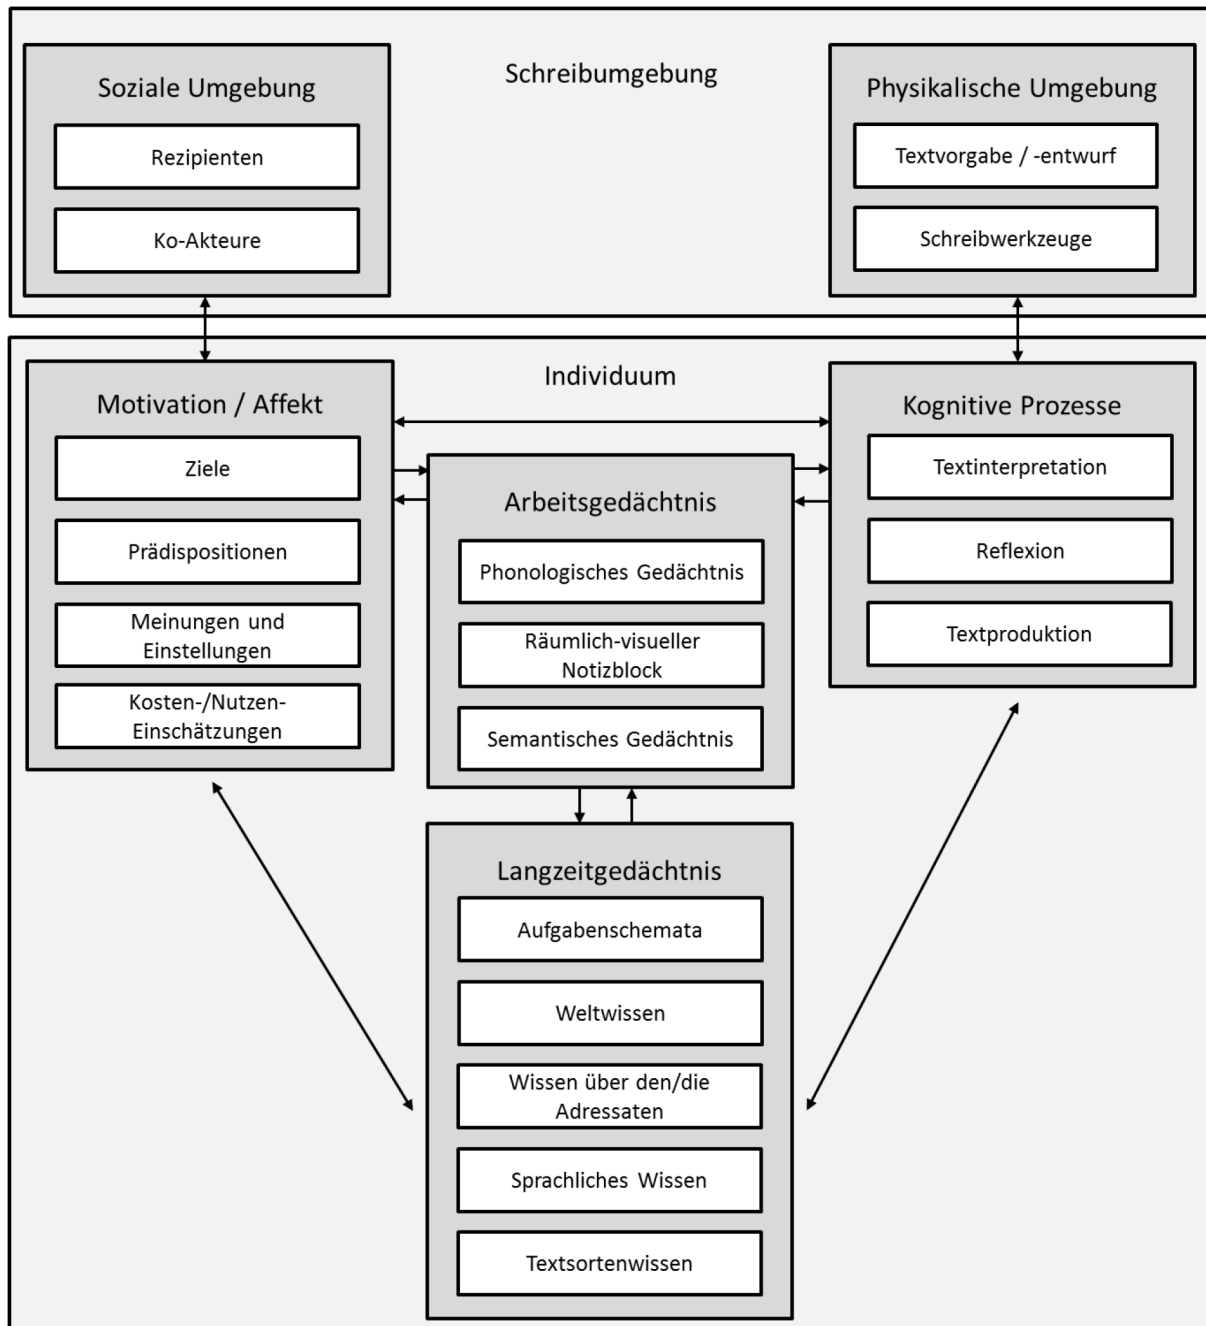 Schreibumgebung
Soziale Umgebung
Rezipienten
Ko-Akteure
Physikalische Umgebung
Textvorgabe / -entwurf
Schreibwerkzeuge
Individuum
Motivation / Affekt
Ziele
Prädispositionen
Meinungen und
Einstellungen
Kosten-/Nutzen-
Einschätzungen
Arbeitsgedächtnis
Phonologisches Gedächtnis
Räumlich-visueller
Notizblock
Semantisches Gedächtnis
Kognitive Prozesse
Textinterpretation
Reflexion
Textproduktion
Langzeitgedächtnis
Aufgabenschemata
Weltwissen
Wissen über den/die
Adressaten
Sprachliches Wissen
Textsortenwissen